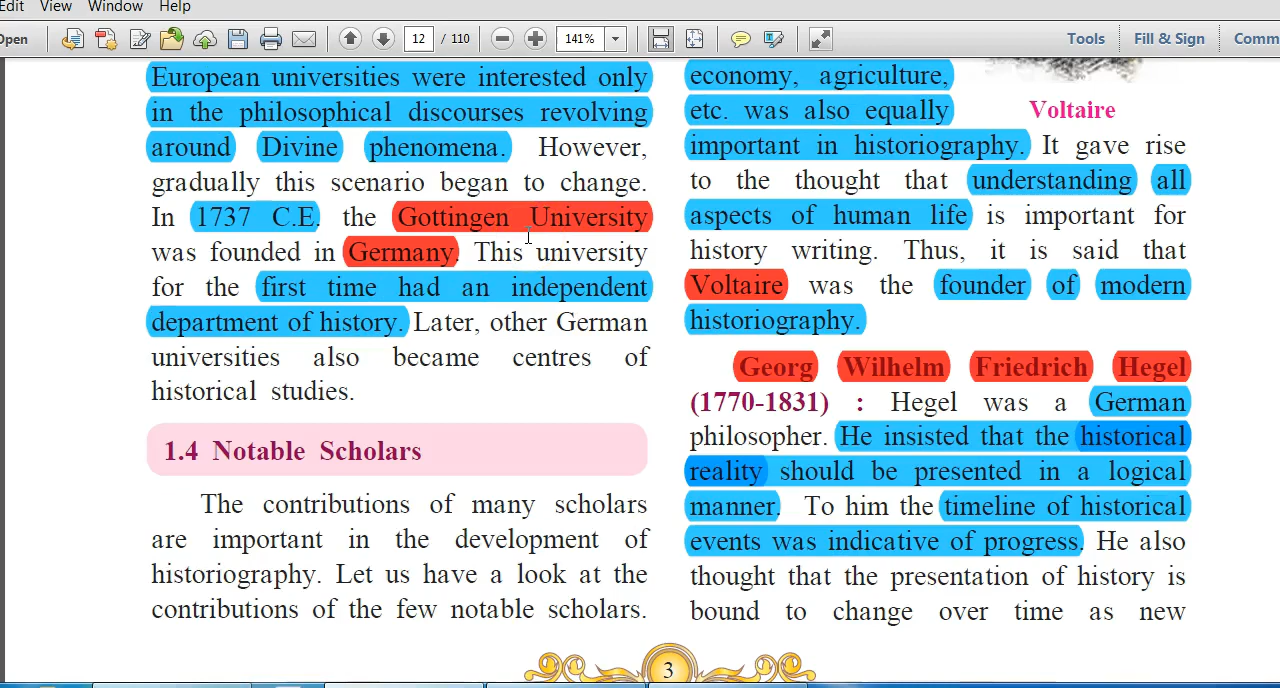 Edit View Window Help
Open 12 / 110 141% Tools Fill & Sign Comm
European universities were interested only
in the philosophical discourses revolving
around Divine phenomena. However,
gradually this scenario began to change.
In 1737 C.E. the Gottingen University
was founded in Germany. This university
for the first time had an independent
department of history. Later, other German
universities also became centres of
historical studies.
1.4 Notable Scholars
The contributions of many scholars
are important in the development of
historiography. Let us have a look at the
contributions of the few notable scholars.
economy, agriculture,
etc. was also equally
Voltaire
important in historiography. It gave rise
to the thought that understanding all
aspects of human life is important for
history writing. Thus, it is said that
Voltaire was the founder of modern
historiography.
Georg Wilhelm Friedrich Hegel
(1770-1831) : Hegel was a German
philosopher. He insisted that the historical
reality should be presented in a logical
manner. To him the timeline of historical
events was indicative of progress. He also
thought that the presentation of history is
bound to change over time as new
3